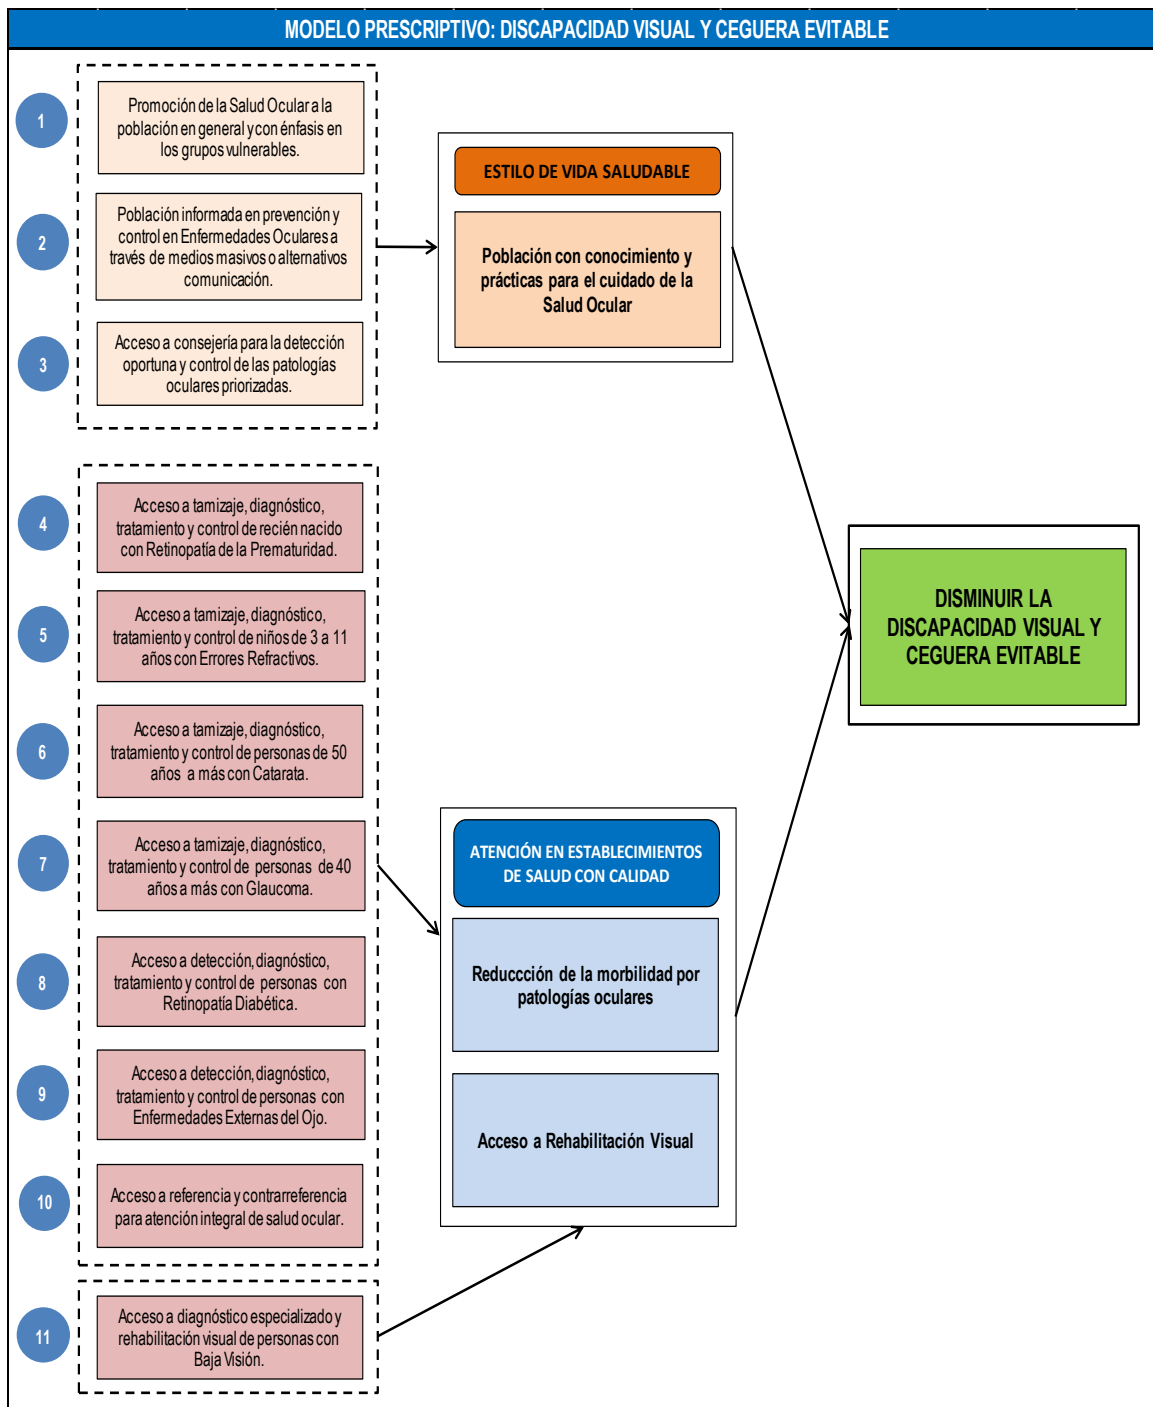 MODELO PRESCRIPTIVO: DISCAPACIDAD VISUAL Y CEGUERA EVITABLE
1
Promoción de la Salud Ocular a la
población en general y con énfasis en
los grupos vulnerables.
2
Población informada en prevención y
control en Enfermedades Oculares a
través de medios masivos o alternativos
comunicación.
3
Acceso a consejería para la detección
oportuna y control de las patologías
oculares priorizadas.
ESTILO DE VIDA SALUDABLE
Población con conocimiento y
prácticas para el cuidado de la
Salud Ocular
4
Acceso a tamizaje, diagnóstico,
tratamiento y control de recién nacido
con Retinopatía de la Prematuridad.
5
Acceso a tamizaje, diagnóstico,
tratamiento y control de niños de 3 a 11
años con Errores Refractivos.
6
Acceso a tamizaje, diagnóstico,
tratamiento y control de personas de 50
años a más con Catarata.
7
Acceso a tamizaje, diagnóstico,
tratamiento y control de personas de 40
años a más con Glaucoma.
8
Acceso a detección, diagnóstico,
tratamiento y control de personas con
Retinopatía Diabética.
9
Acceso a detección, diagnóstico,
tratamiento y control de personas con
Enfermedades Externas del Ojo.
10
Acceso a referencia y contrarreferencia
para atención integral de salud ocular.
11
Acceso a diagnóstico especializado y
rehabilitación visual de personas con
Baja Visión.
ATENCIÓN EN ESTABLECIMIENTOS
DE SALUD CON CALIDAD
Reduccción de la morbilidad por
patologías oculares
Acceso a Rehabilitación Visual
DISMINUIR LA
DISCAPACIDAD VISUAL Y
CEGUERA EVITABLE